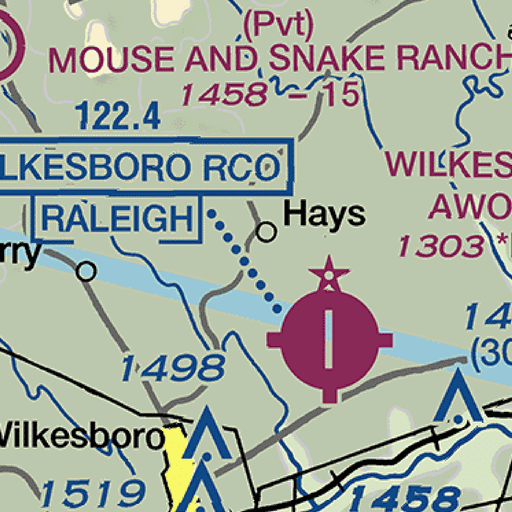 (Pvt)
MOUSE AND SNAKE RANCH
1458 – 15
122.4
LKESBORO RCO
WILKES
RALEIGH
Hays
AWO
1303 *
rry
14
1498
(30
Wilkesboro
1519
1458